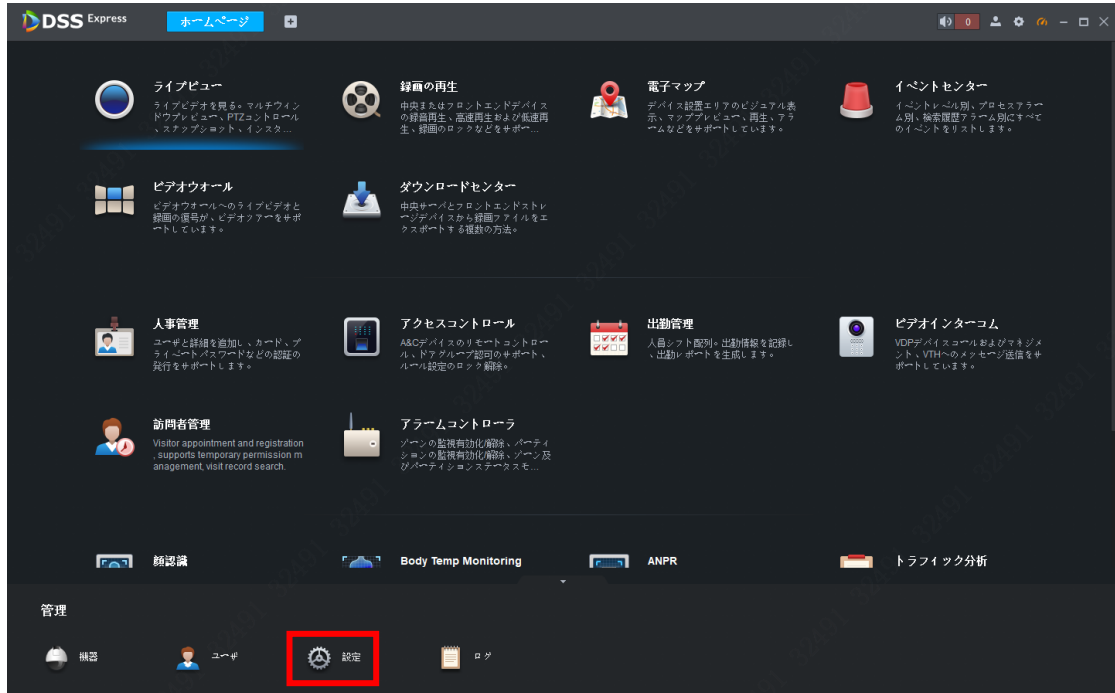 DSS Express
ホームページ
0
ライブビュー
ライブビデオを見る。マルチウィン
ドウプレビュー、PTZコントロール
、スナップショット、インスタ...
録画の再生
中央またはフロントエンドデバイス
の録音再生、高速再生および低速再
生、録画のロックなどをサポー...
電子マップ
デバイス設置エリアのビジュアル表
示、マッププレビュー、再生、アラ
ームなどをサポートしています。
イベントセンター
イベントレベル別、プロセスアラー
ム別、検索履歴アラーム別にすべて
のイベントをリストします。
ビデオウオール
ビデオウオールへのライブビデオと
録画の復号が、ビデオツアーをサポ
ートしています。
ダウンロードセンター
中央サーバとフロントエンドストレ
ージデバイスから録画ファイルをエ
クスポートする複数の方法。
人事管理
ユーザと詳細を追加し、カード、プ
ライベートパスワードなどの認証の
発行をサポートします。
アクセスコントロール
A&Cデバイスのリモートコントロー
ル、ドアグループ認可のサポート、
ルール設定のロック解除。
出勤管理
人員シフト配列。出勤情報を記録し
、出勤レポートを生成します。
ビデオインターコム
VDPデバイスコールおよびマネジメ
ント、VTHへのメッセージ送信をサ
ポートしています。
訪問者管理
Visitor appointment and registration
, supports temporary permission m
anagement, visit record search.
アラームコントローラ
ゾーンの監視有効化/解除、パーティ
ションの監視有効化/解除、ゾーン及
びパーティションステータスモ...
顔認識
Body Temp Monitoring
ANPR
トラフィック分析
管理
機器
ユーザ
設定
ログ